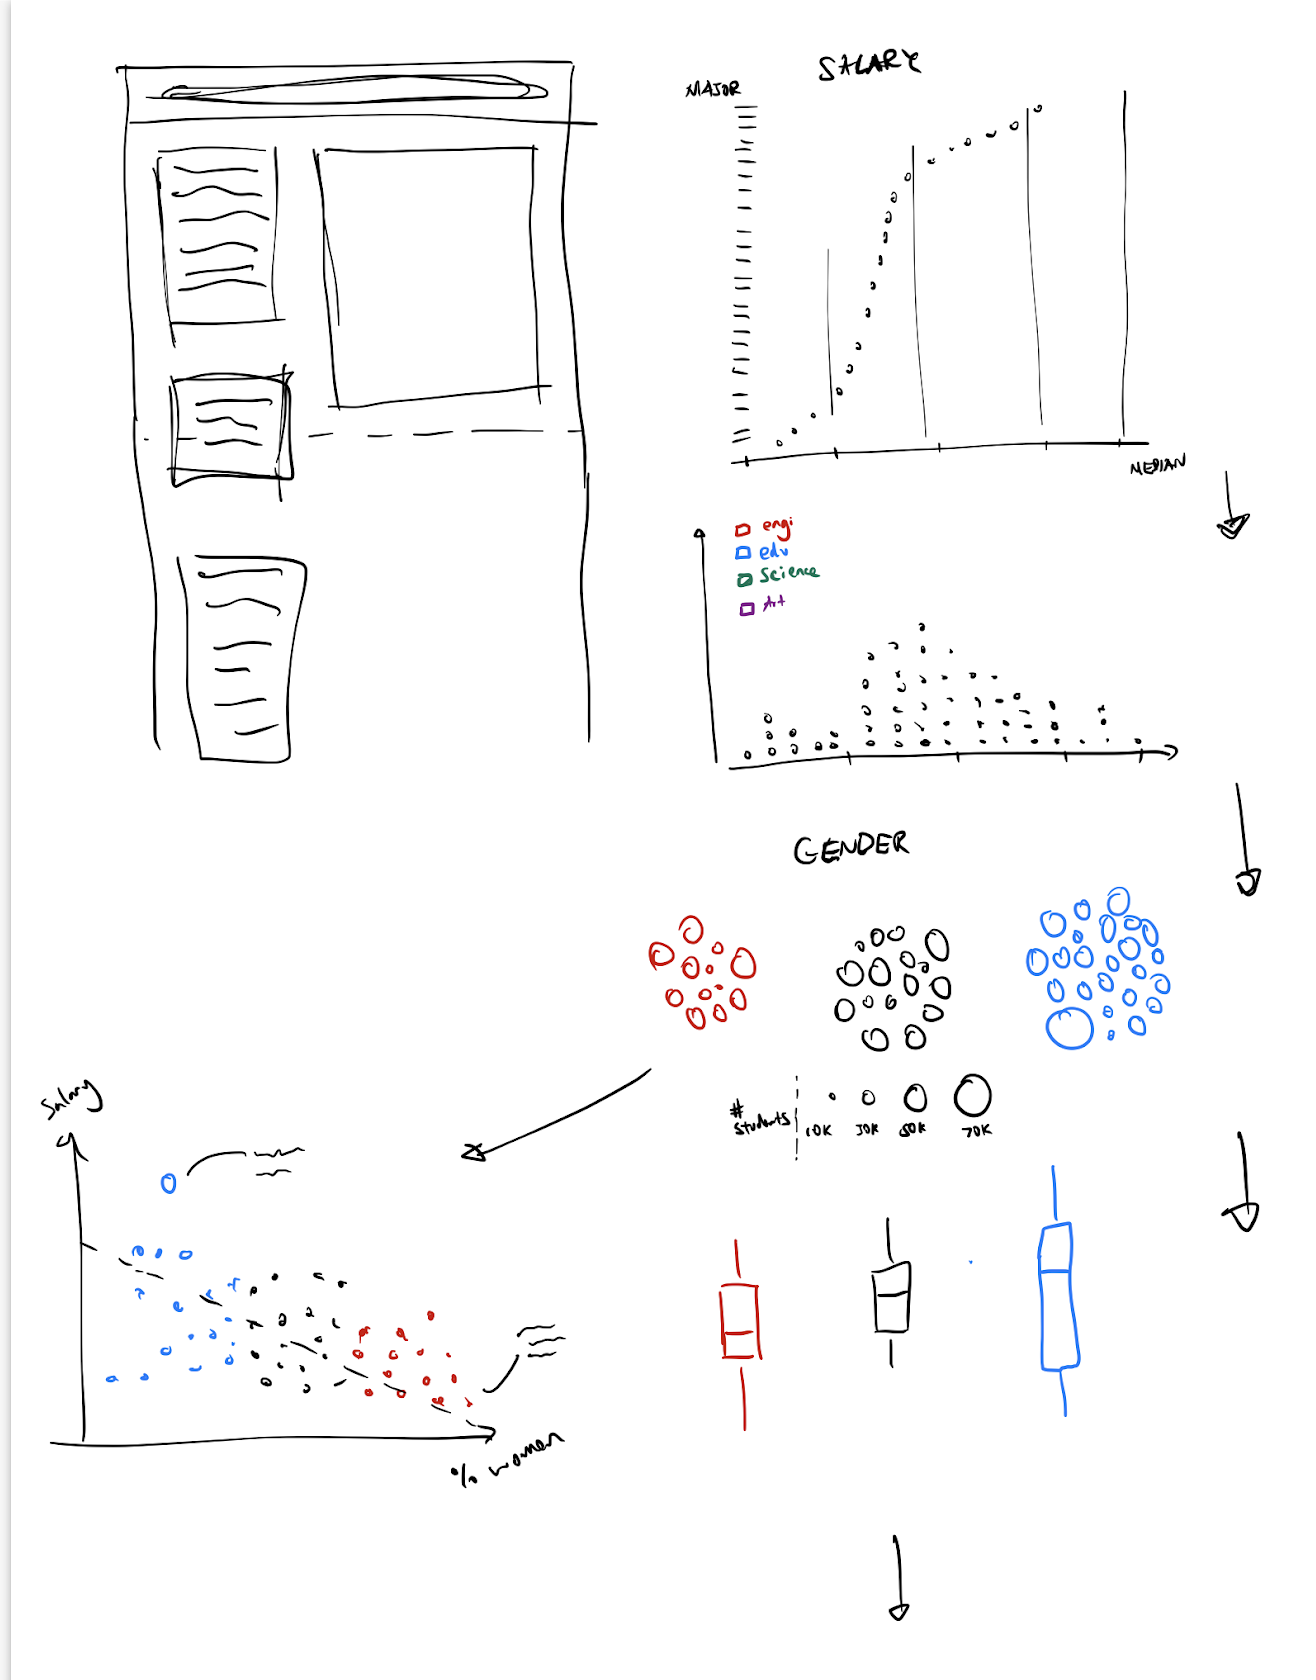 SALARY
MAJOR
MEDIAN
engi
edu
Science
Art
GENDER
# students
10K 30K 50K 70K
Salary
% women